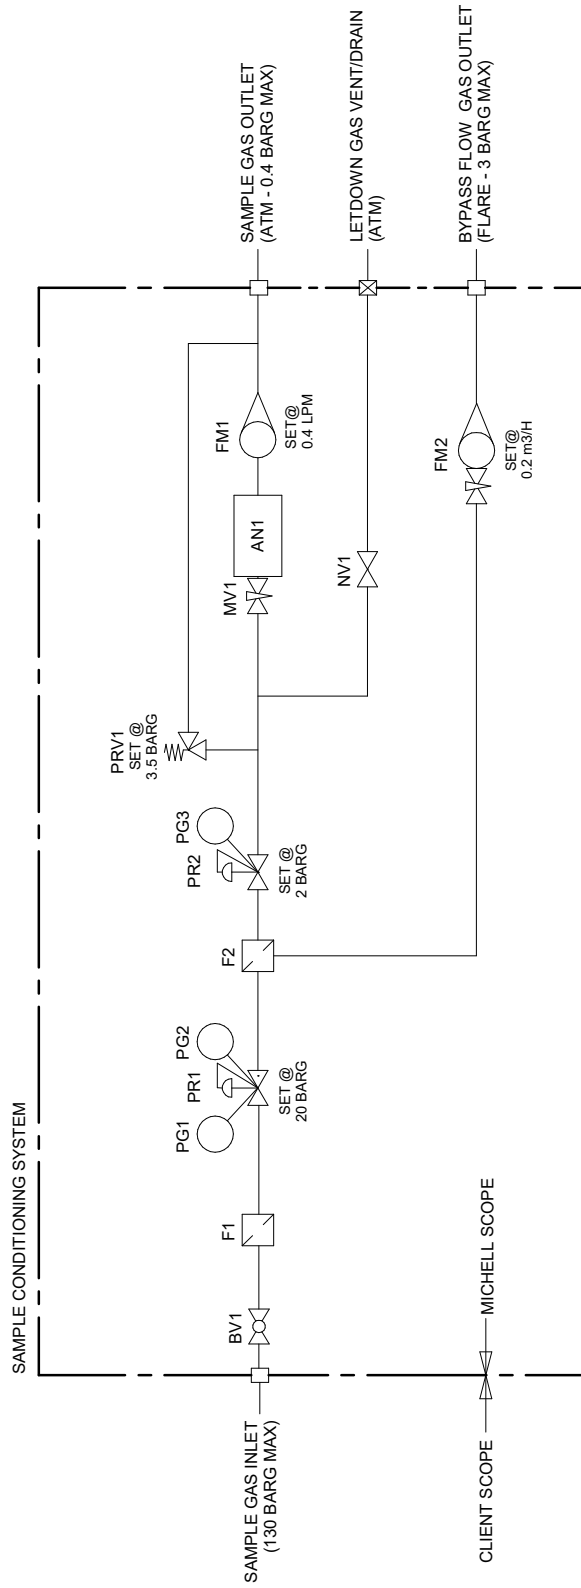 SAMPLE CONDITIONING SYSTEM
SAMPLE GAS INLET
(130 BARG MAX)
BV1
F1
PG1
PR1
PG2
SET @
20 BARG
F2
PR2
PG3
SET @
2 BARG
PRV1
SET @
3.5 BARG
MV1
AN1
FM1
SET@
0.4 LPM
SAMPLE GAS OUTLET
(ATM - 0.4 BARG MAX)
NV1
LETDOWN GAS VENT/DRAIN
(ATM)
FM2
SET@
0.2 m3/H
BYPASS FLOW GAS OUTLET
(FLARE - 3 BARG MAX)
CLIENT SCOPE
MICHELL SCOPE